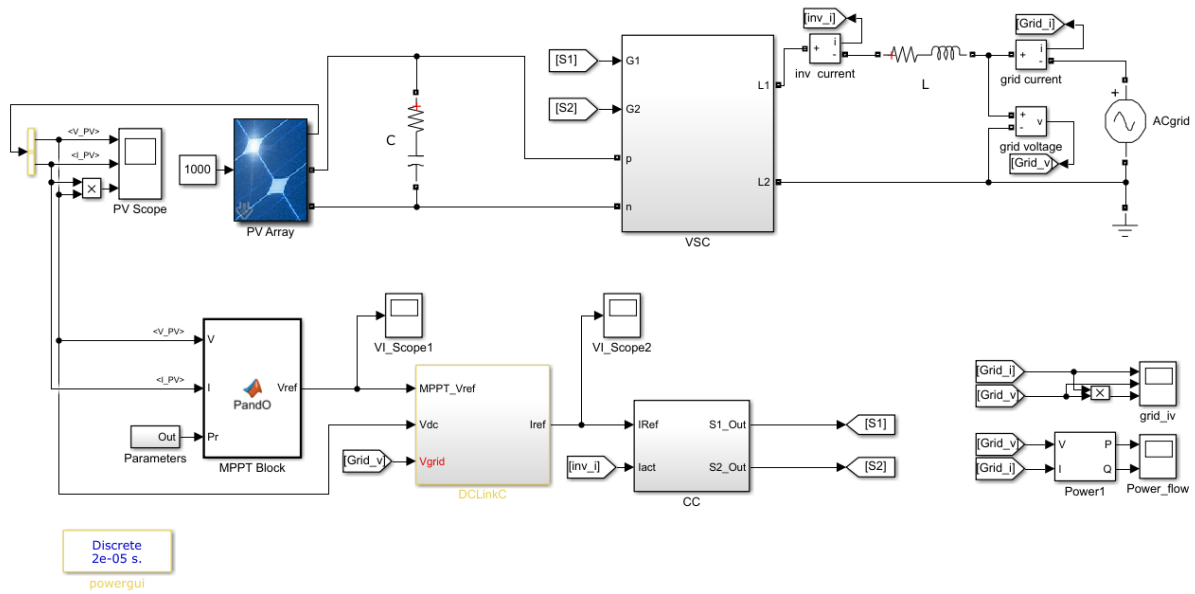 [inv_i]
[Grid_i]
i
+
-
inv current
i
+
-
grid current
L
[S1]
G1
[S2]
G2
L1
p
L2
n
VSC
+
-
v
grid voltage
[Grid_v]
+
ACgrid
<V_PV>
<I_PV>
×
PV Scope
1000
PV Array
+
C
VI_Scope1
VI_Scope2
<V_PV>
V
<I_PV>
I
Vref
PandO
Out
Pr
Parameters
MPPT Block
MPPT_Vref
Vdc
Iref
[Grid_v]
Vgrid
DCLinkC
IRef
S1_Out
[S1]
[inv_i]
Iact
S2_Out
[S2]
CC
[Grid_i]
[Grid_v]
×
grid_iv
[Grid_v]
V
P
[Grid_i]
I
Q
Power1
Power_flow
Discrete
2e-05 s.
powergui